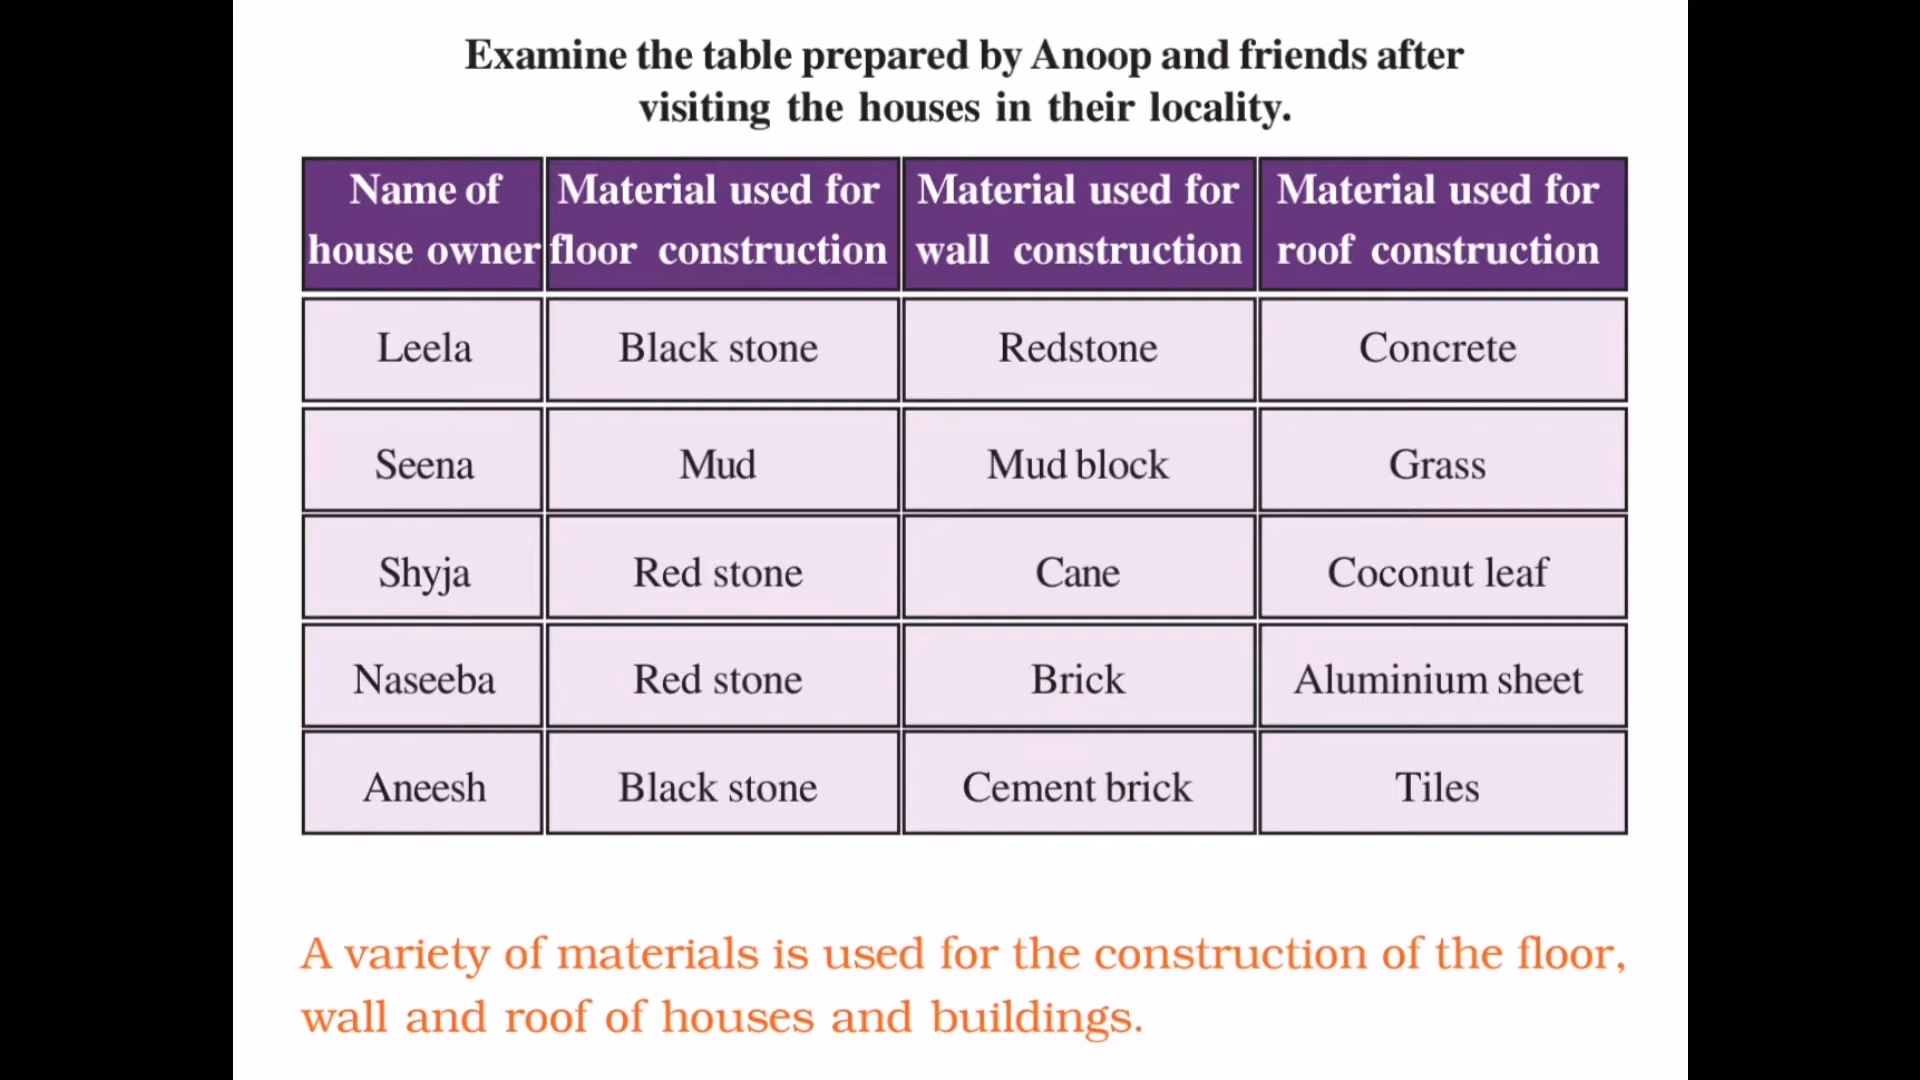 Examine the table prepared by Anoop and friends after
visiting the houses in their locality.
Name of house owner | Material used for floor construction | Material used for wall construction | Material used for roof construction
Leela | Black stone | Redstone | Concrete
Seena | Mud | Mud block | Grass
Shyja | Red stone | Cane | Coconut leaf
Naseeba | Red stone | Brick | Aluminium sheet
Aneesh | Black stone | Cement brick | Tiles
A variety of materials is used for the construction of the floor,
wall and roof of houses and buildings.